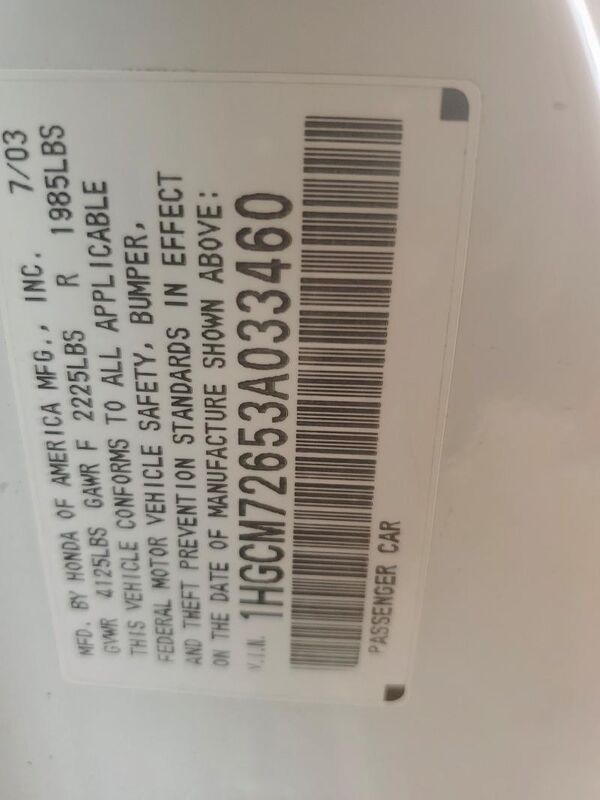 MFD. BY HONDA OF AMERICA MFG., INC. 7/03
GVWR 4125LBS GAWR F 2225LBS R 1985LBS
THIS VEHICLE CONFORMS TO ALL APPLICABLE
FEDERAL MOTOR VEHICLE SAFETY, BUMPER,
AND THEFT PREVENTION STANDARDS IN EFFECT
ON THE DATE OF MANUFACTURE SHOWN ABOVE:
V.I.N. 1HGCM72653A033460
PASSENGER CAR